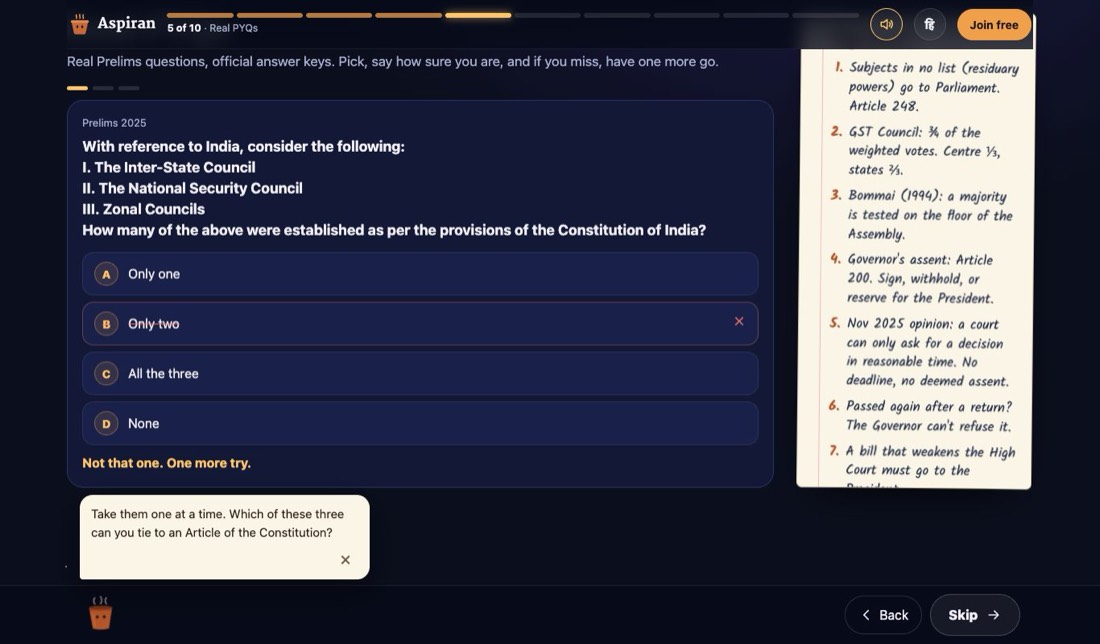 Aspiran
5 of 10 · Real PYQs
हि
Join free
Real Prelims questions, official answer keys. Pick, say how sure you are, and if you miss, have one more go.
Prelims 2025
With reference to India, consider the following:
I. The Inter-State Council
II. The National Security Council
III. Zonal Councils
How many of the above were established as per the provisions of the Constitution of India?
A Only one
B Only two
C All the three
D None
Not that one. One more try.
Take them one at a time. Which of these three
can you tie to an Article of the Constitution?
1. Subjects in no list (residuary
powers) go to Parliament.
Article 248.
2. GST Council: ¾ of the
weighted votes. Centre ⅓,
states ⅔.
3. Bommai (1994): a majority
is tested on the floor of the
Assembly.
4. Governor's assent: Article
200. Sign, withhold, or
reserve for the President.
5. Nov 2025 opinion: a court
can only ask for a decision
in reasonable time. No
deadline, no deemed assent.
6. Passed again after a return?
The Governor can't refuse it.
7. A bill that weakens the High
Court must go to the
Back
Skip